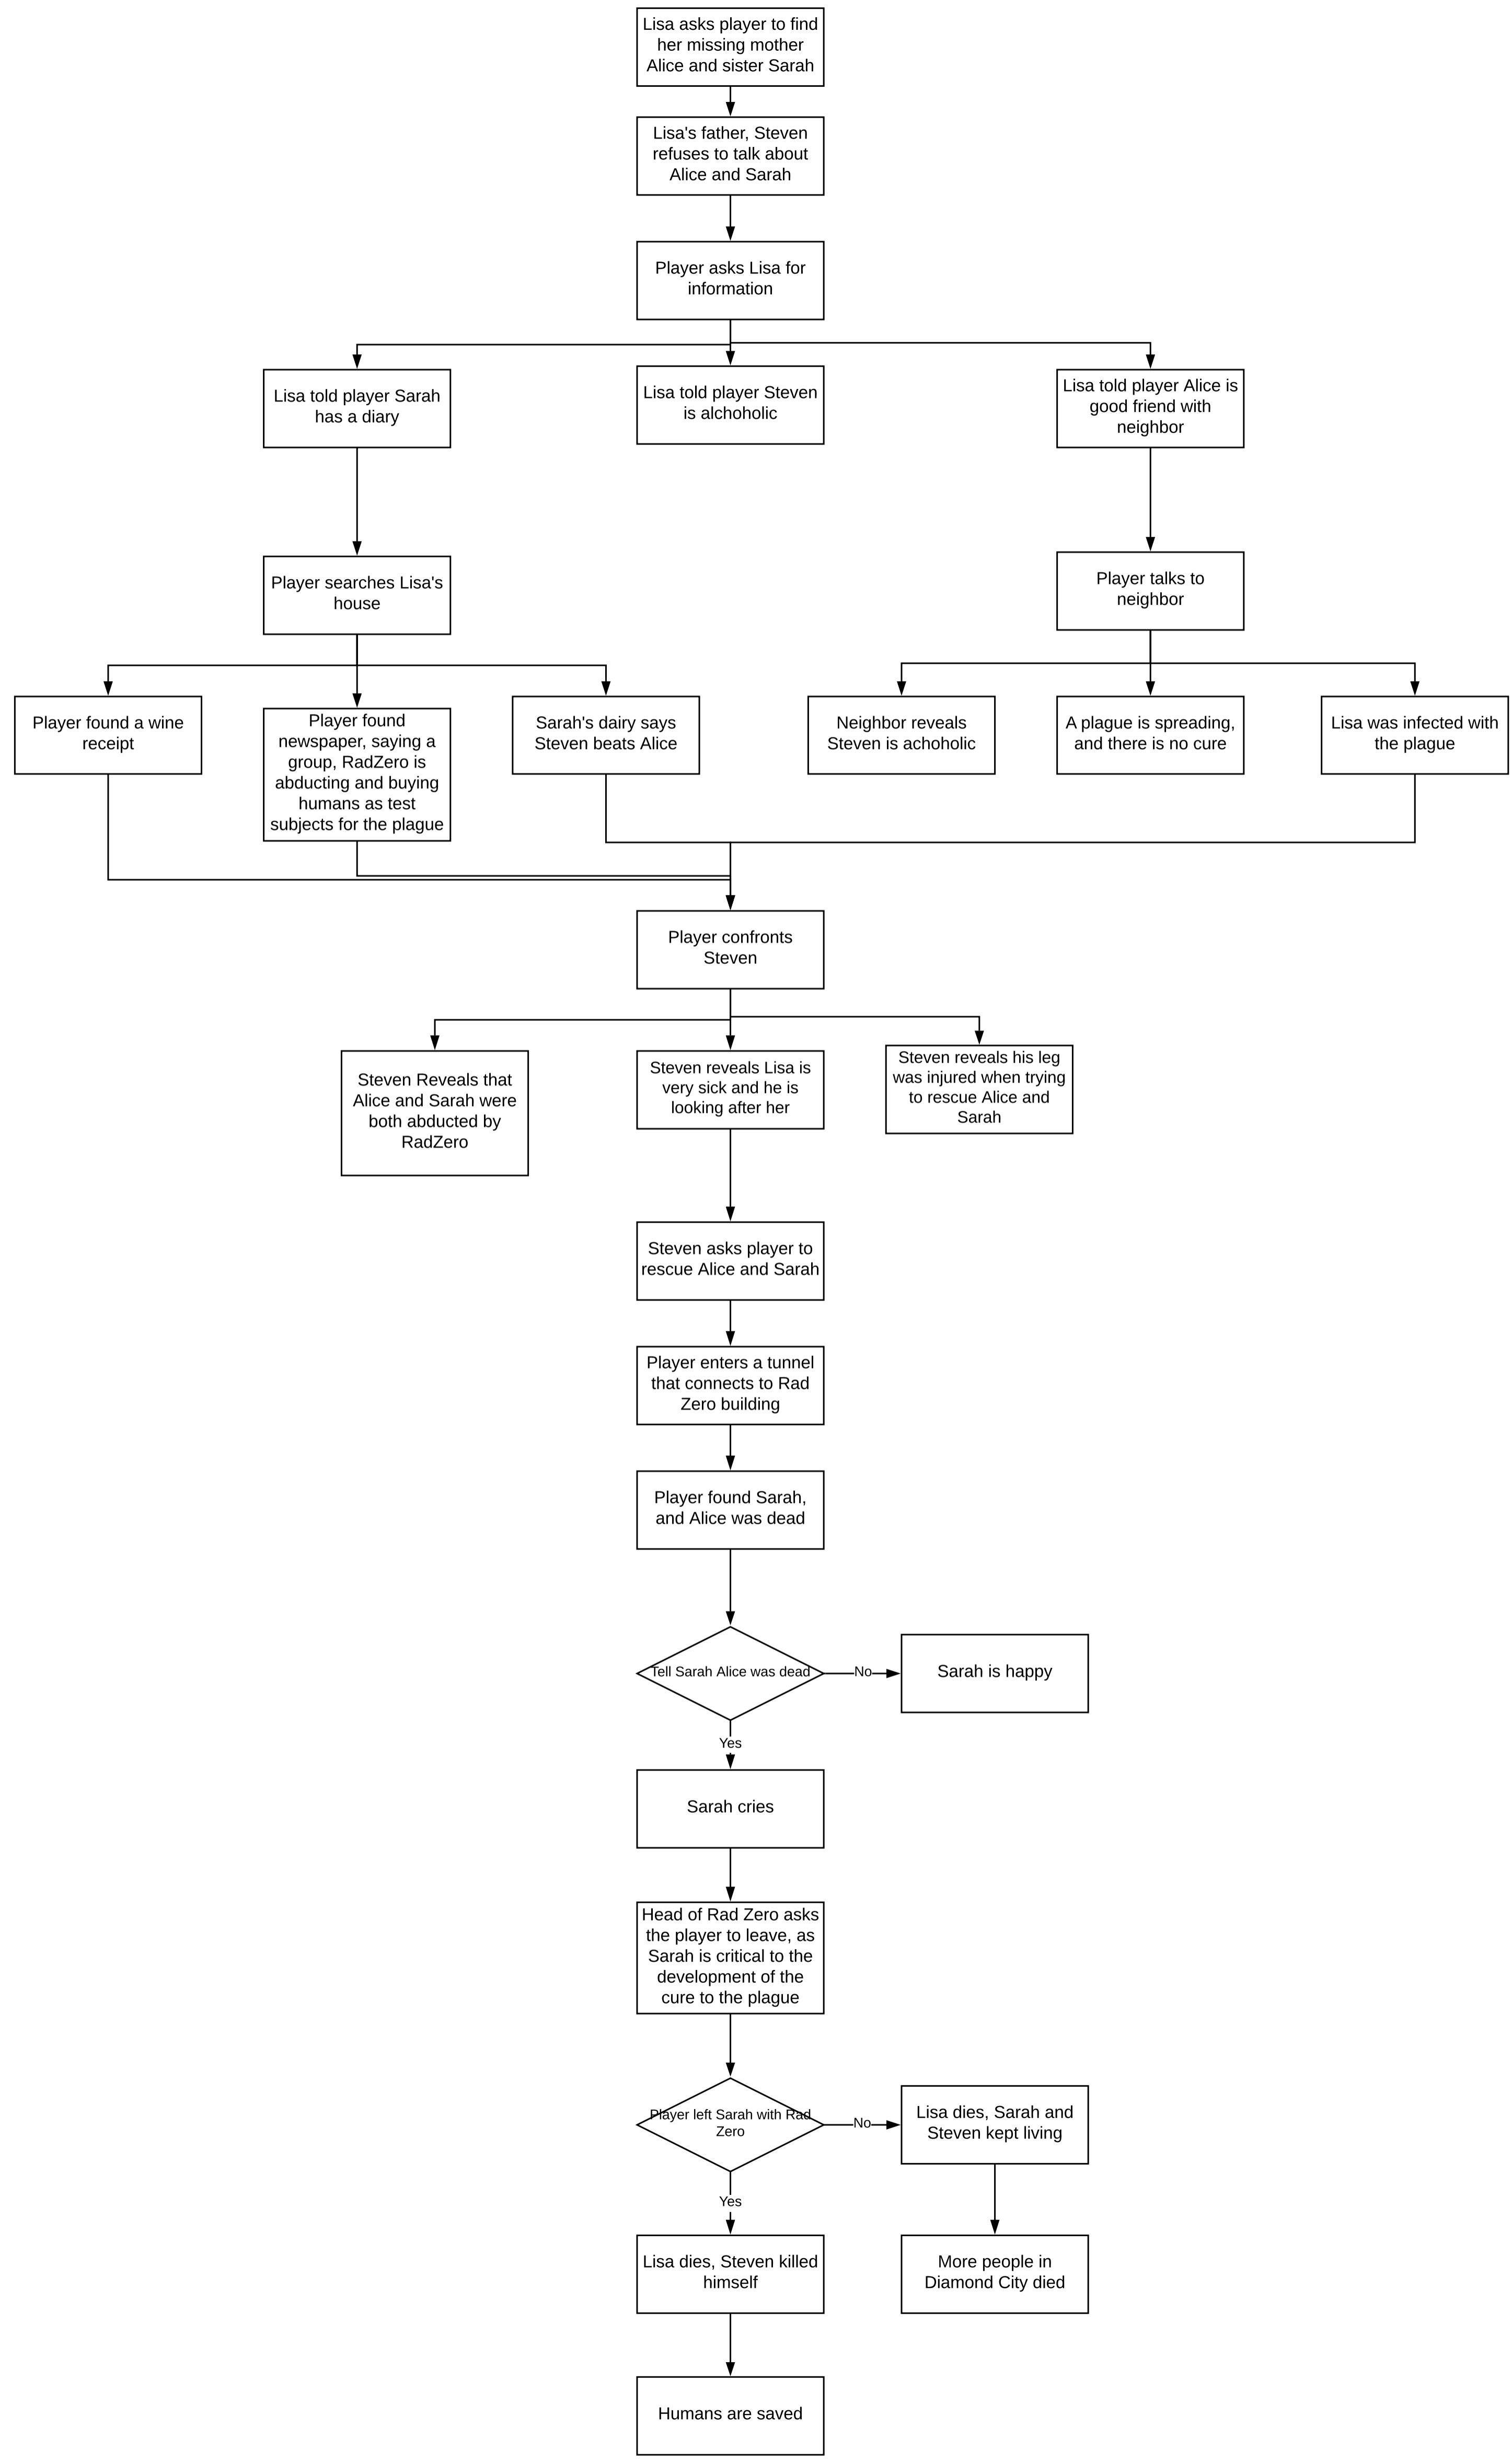 Lisa asks player to find
her missing mother
Alice and sister Sarah
Lisa's father, Steven
refuses to talk about
Alice and Sarah
Player asks Lisa for
information
Lisa told player Sarah
has a diary
Lisa told player Steven
is alchoholic
Lisa told player Alice is
good friend with
neighbor
Player searches Lisa's
house
Player talks to
neighbor
Player found a wine
receipt
Player found
newspaper, saying a
group, RadZero is
abducting and buying
humans as test
subjects for the plague
Sarah's dairy says
Steven beats Alice
Neighbor reveals
Steven is achoholic
A plague is spreading,
and there is no cure
Lisa was infected with
the plague
Player confronts
Steven
Steven Reveals that
Alice and Sarah were
both abducted by
RadZero
Steven reveals Lisa is
very sick and he is
looking after her
Steven reveals his leg
was injured when trying
to rescue Alice and
Sarah
Steven asks player to
rescue Alice and Sarah
Player enters a tunnel
that connects to Rad
Zero building
Player found Sarah,
and Alice was dead
Tell Sarah Alice was dead
No
Sarah is happy
Yes
Sarah cries
Head of Rad Zero asks
the player to leave, as
Sarah is critical to the
development of the
cure to the plague
Player left Sarah with Rad
Zero
No
Lisa dies, Sarah and
Steven kept living
Yes
Lisa dies, Steven killed
himself
More people in
Diamond City died
Humans are saved